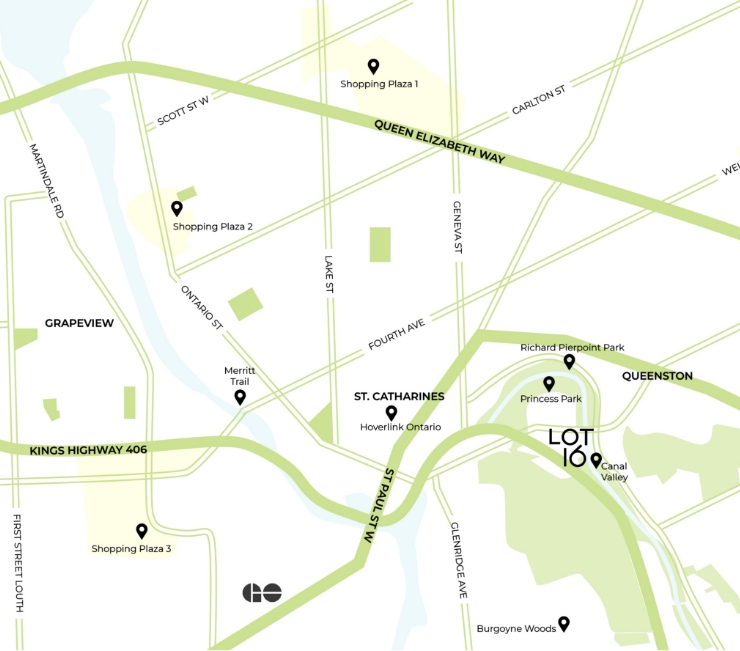 Shopping Plaza 1
SCOTT ST W
CARLTON ST
QUEEN ELIZABETH WAY
MARTINDALE RD
Shopping Plaza 2
GENEVA ST
LAKE ST
ONTARIO ST
GRAPEVIEW
FOURTH AVE
Richard Pierpoint Park
QUEENSTON
Merritt
Trail
ST. CATHARINES
Princess Park
Hoverlink Ontario
KINGS HIGHWAY 406
LOT
16
Canal
Valley
ST PAUL ST W
FIRST STREET LOUTH
Shopping Plaza 3
GLENRIDGE AVE
GO
Burgoyne Woods